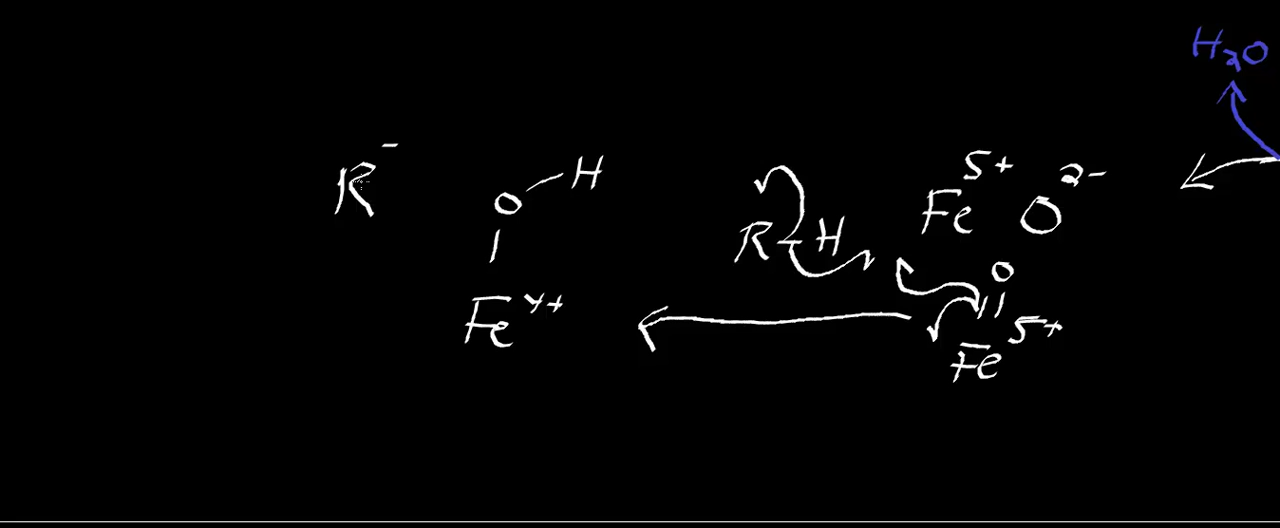 H₂O
Fe⁵⁺ O²⁻
R⁻
O–H
R–H
O
Fe⁴⁺
Fe⁵⁺